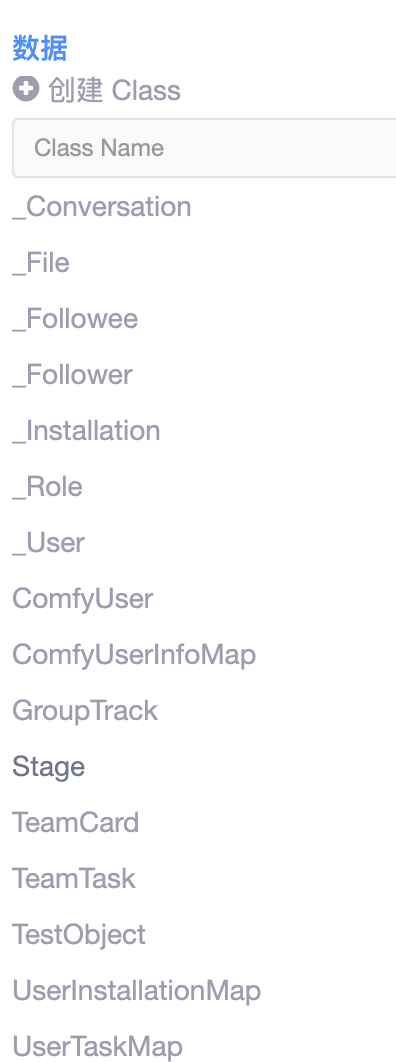 数据
创建 Class
Class Name
_Conversation
_File
_Followee
_Follower
_Installation
_Role
_User
ComfyUser
ComfyUserInfoMap
GroupTrack
Stage
TeamCard
TeamTask
TestObject
UserInstallationMap
UserTaskMap